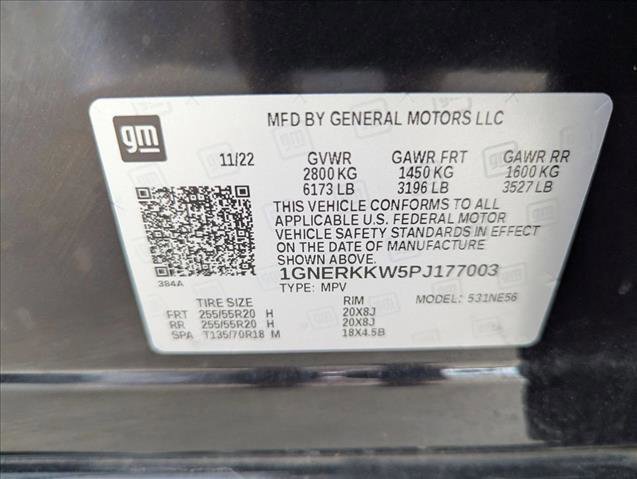 gm
MFD BY GENERAL MOTORS LLC
11/22 GVWR GAWR FRT GAWR RR
2800 KG 1450 KG 1600 KG
6173 LB 3196 LB 3527 LB
THIS VEHICLE CONFORMS TO ALL
APPLICABLE U.S. FEDERAL MOTOR
VEHICLE SAFETY STANDARDS IN
EFFECT ON THE DATE OF MANUFACTURE
SHOWN ABOVE.
1GNERKKW5PJ177003
384A
TYPE: MPV MODEL: 531NE56
TIRE SIZE RIM
FRT 255/55R20 H 20X8J
RR 255/55R20 H 20X8J
SPA T135/70R18 M 18X4.5B